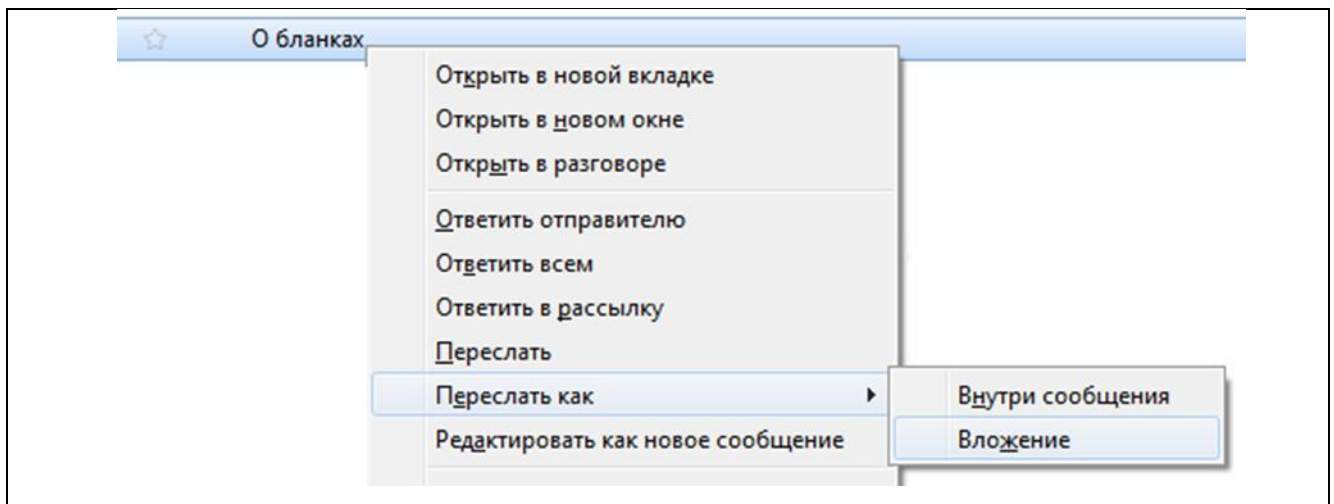 О бланках
Открыть в новой вкладке
Открыть в новом окне
Открыть в разговоре
Ответить отправителю
Ответить всем
Ответить в рассылку
Переслать
Переслать как
Внутри сообщения
Редактировать как новое сообщение
Вложение